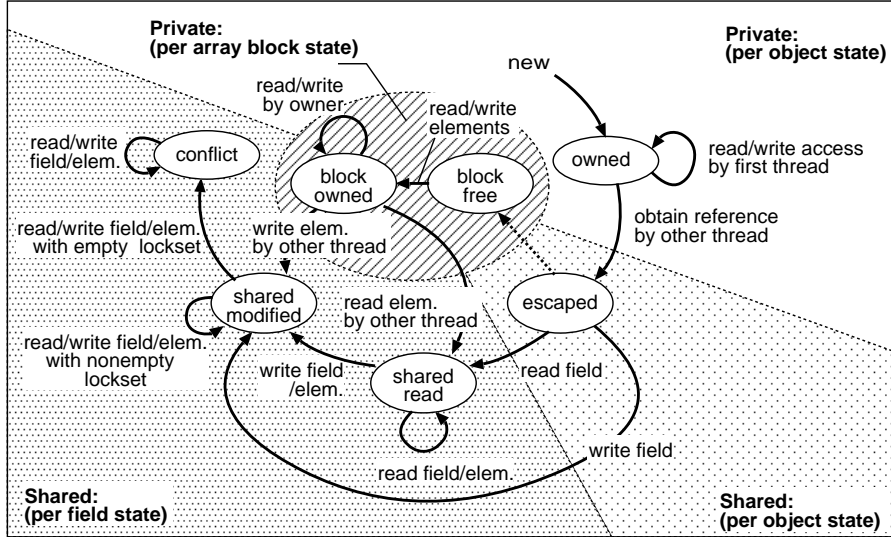 Private:
(per array block state)
Private:
(per object state)
new
read/write
by owner
read/write
elements
read/write
field/elem.
conflict
block
owned
block
free
owned
read/write access
by first thread
read/write field/elem.
with empty lockset
write elem.
by other thread
obtain reference
by other thread
shared
modified
read elem.
by other thread
escaped
read/write field/elem.
with nonempty
lockset
write field
/elem.
shared
read
read field
read field/elem.
write field
Shared:
(per field state)
Shared:
(per object state)